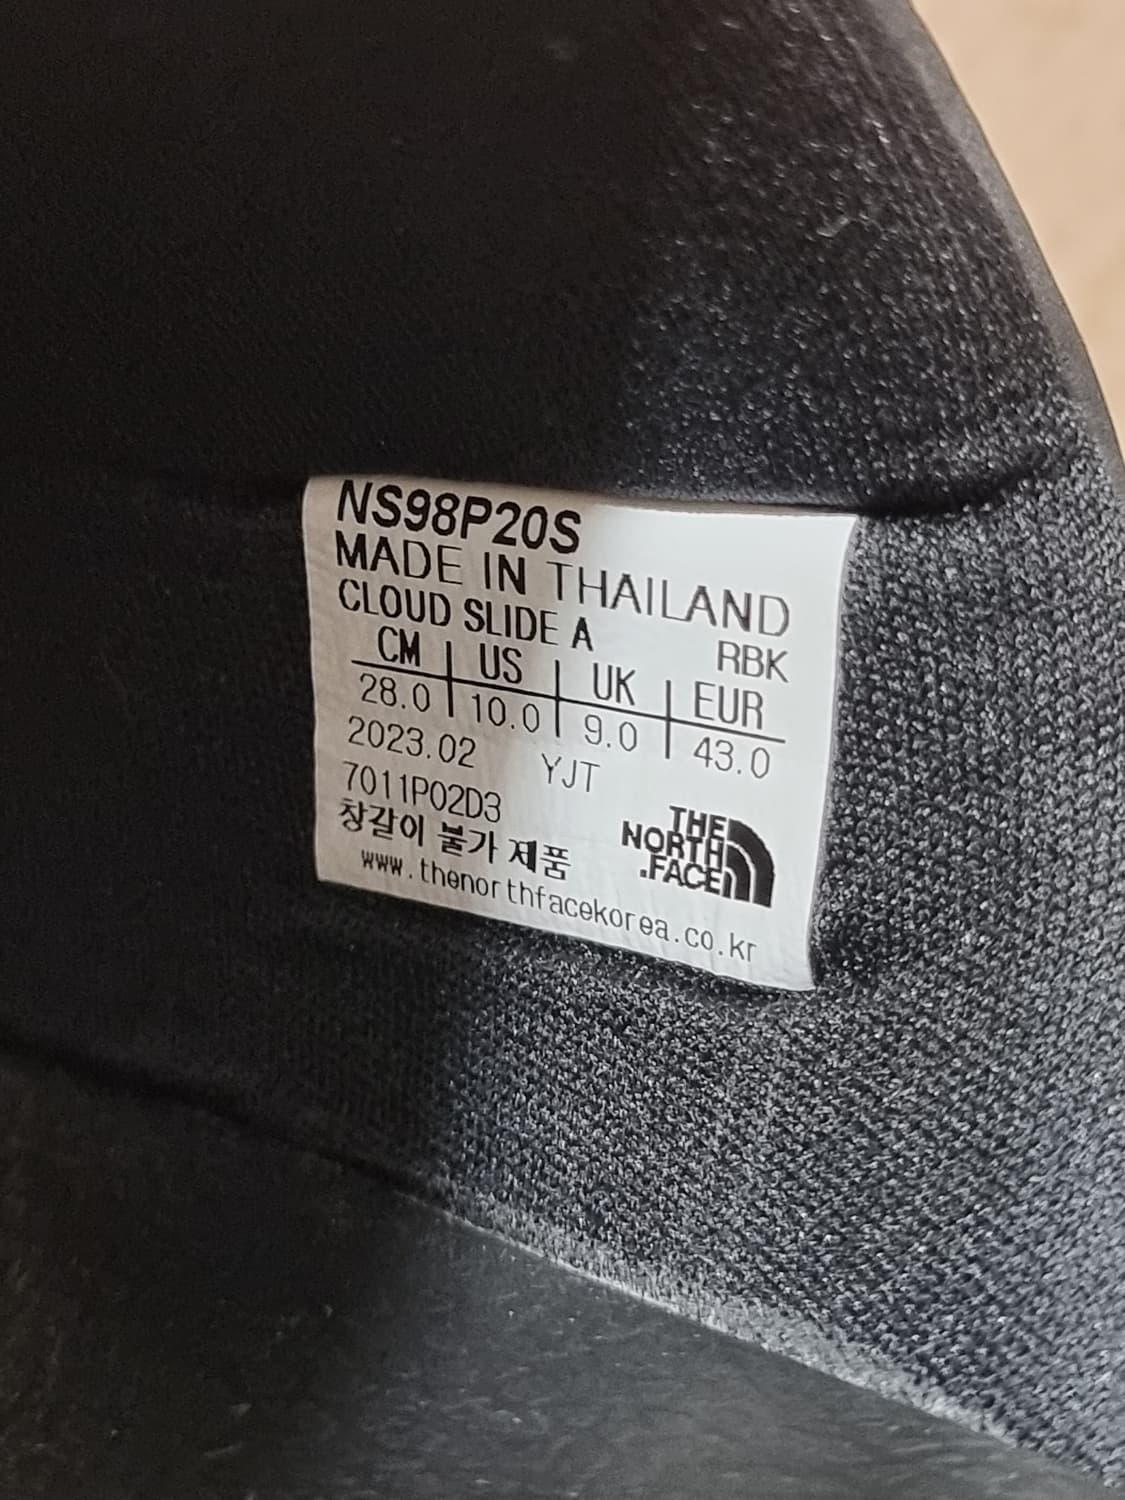 NS98P20S
MADE IN THAILAND
CLOUD SLIDE A RBK
CM | US | UK | EUR
28.0 | 10.0 | 9.0 | 43.0
2023.02 YJT
7011P02D3
창갈이 불가 제품
www.thenorthfacekorea.co.kr
THE
NORTH
FACE